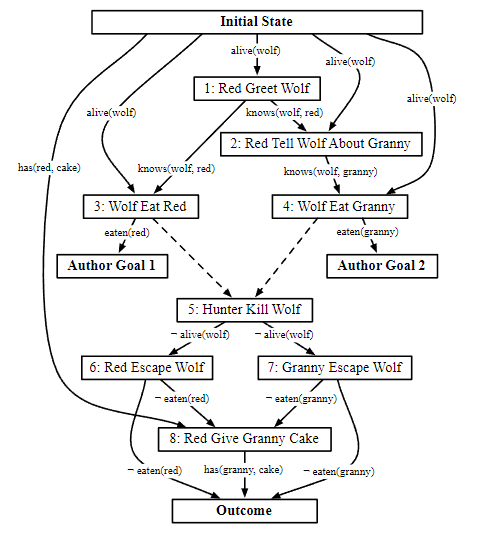 Initial State
alive(wolf)
alive(wolf)
1: Red Greet Wolf
alive(wolf)
alive(wolf)
knows(wolf, red)
2: Red Tell Wolf About Granny
has(red, cake)
knows(wolf, red)
knows(wolf, granny)
3: Wolf Eat Red
4: Wolf Eat Granny
eaten(red)
eaten(granny)
Author Goal 1
Author Goal 2
5: Hunter Kill Wolf
¬ alive(wolf)
¬ alive(wolf)
6: Red Escape Wolf
7: Granny Escape Wolf
¬ eaten(red)
¬ eaten(granny)
8: Red Give Granny Cake
¬ eaten(red)
has(granny, cake)
¬ eaten(granny)
Outcome